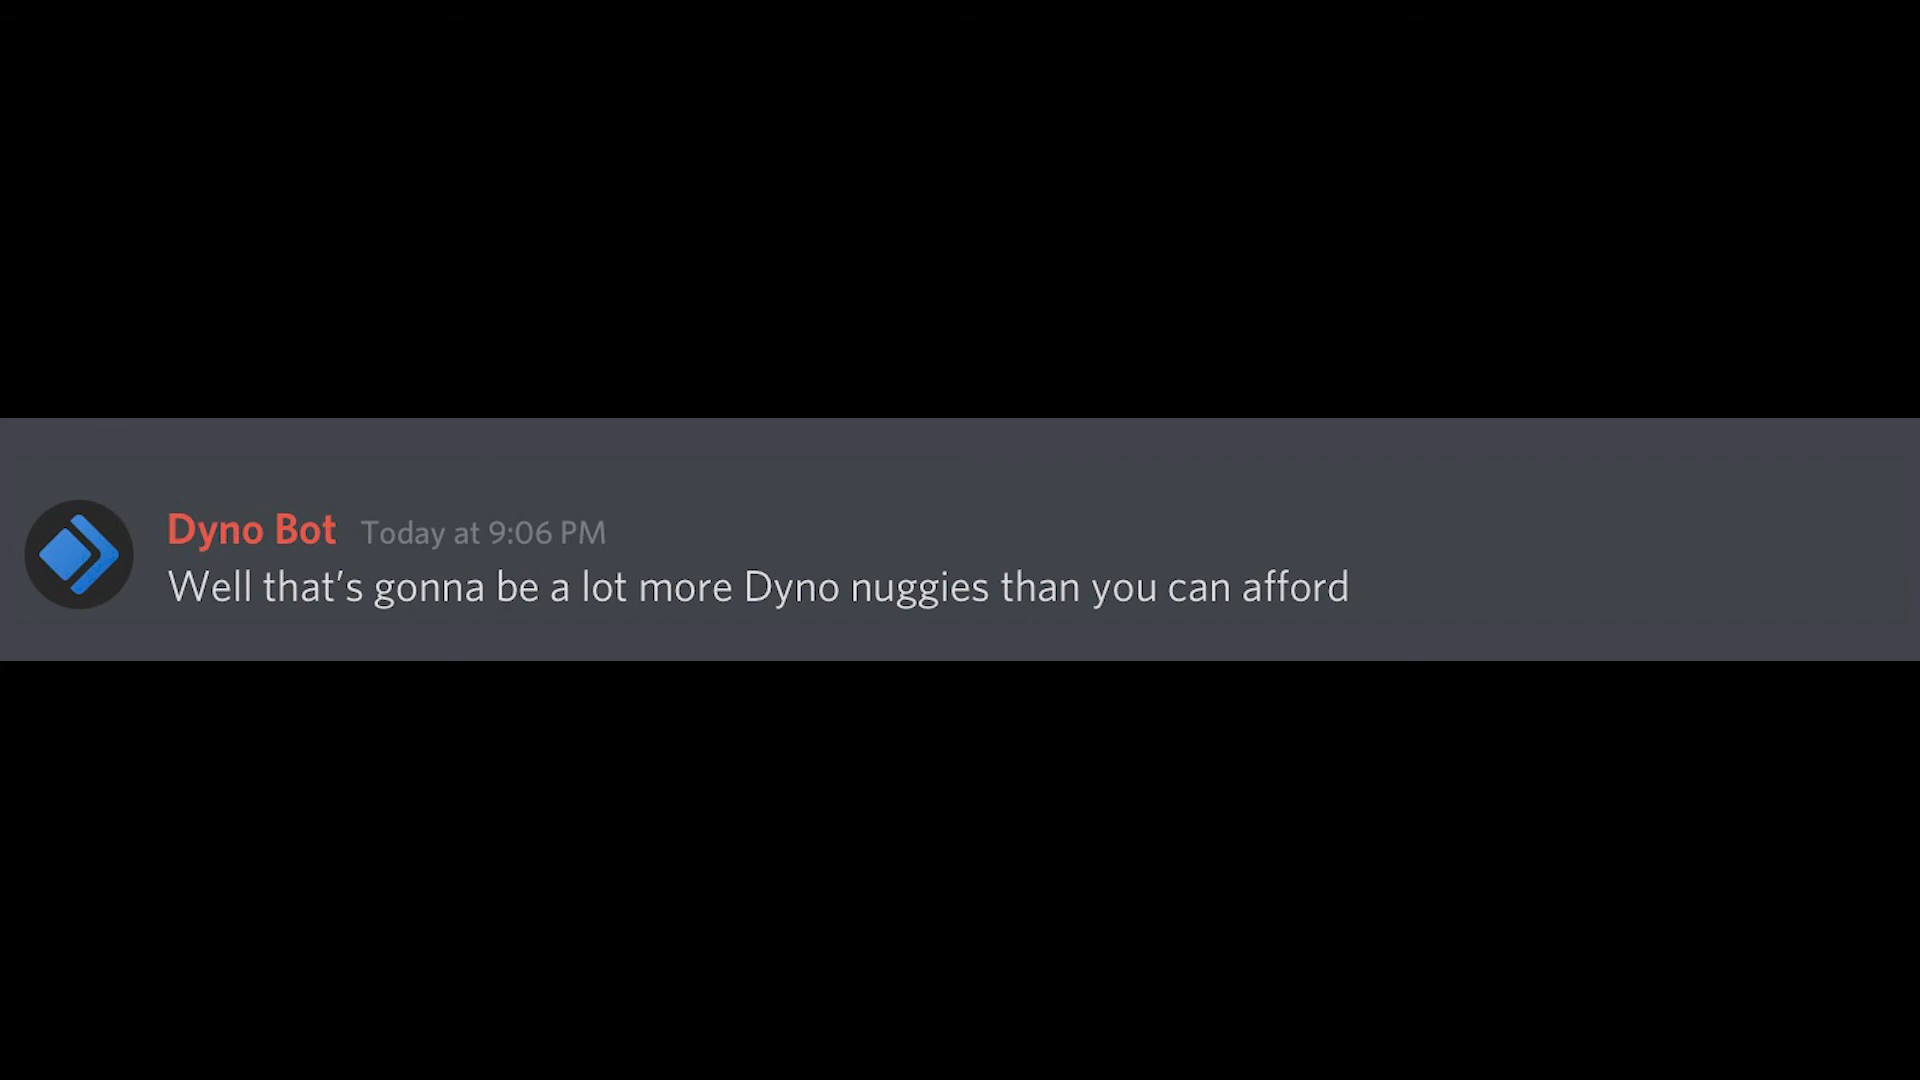 Dyno Bot Today at 9:06 PM
Well that's gonna be a lot more Dyno nuggies than you can afford